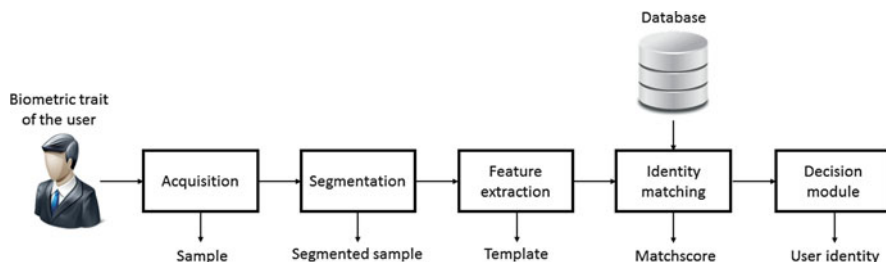 Database
Biometric trait
of the user
Acquisition
Segmentation
Feature
extraction
Identity
matching
Decision
module
Sample
Segmented sample
Template
Matchscore
User identity